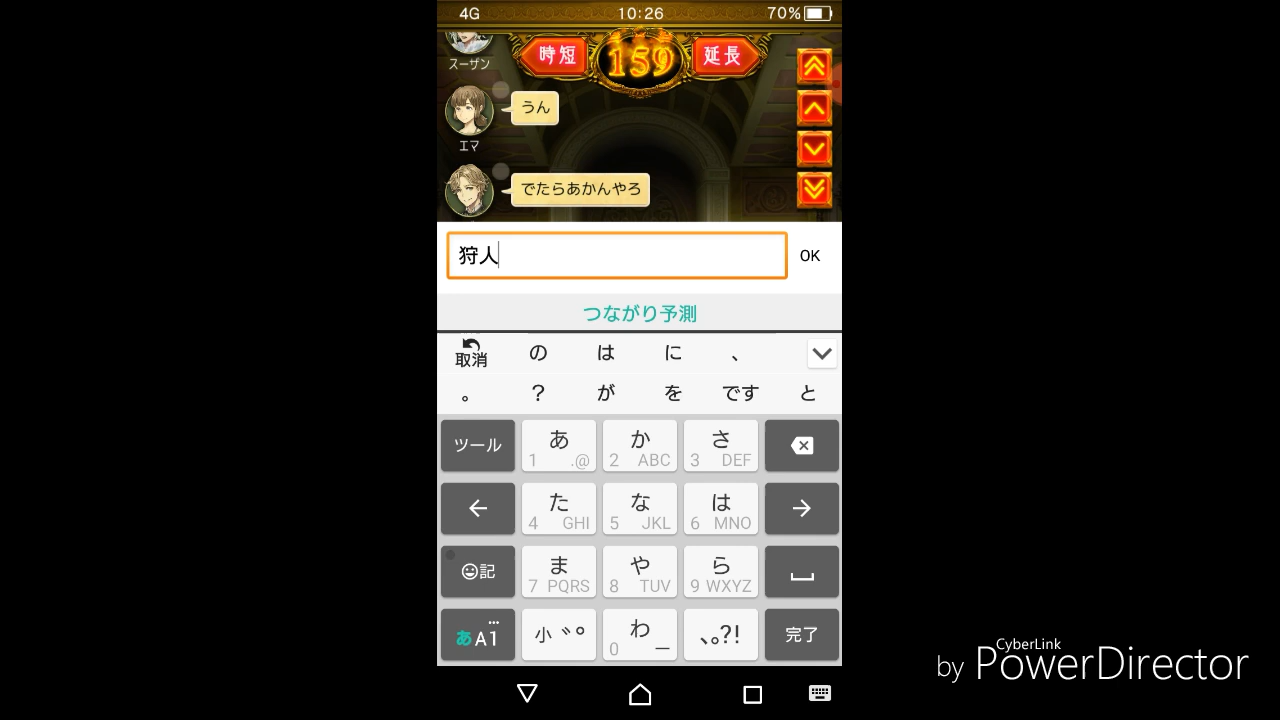 4G 10:26 70%
スーザン
時短 159 延長
うん
エマ
でたらあかんやろ
狩人 OK
つながり予測
取消 の は に 、
。 ? が を です と
ツール あ 1 .@ か 2 ABC さ 3 DEF
← た 4 GHI な 5 JKL は 6 MNO →
記 ま 7 PQRS や 8 TUV ら 9 WXYZ
あA1 小 ゛゜ わ 0 ー 、。?! 完了
CyberLink
by PowerDirector